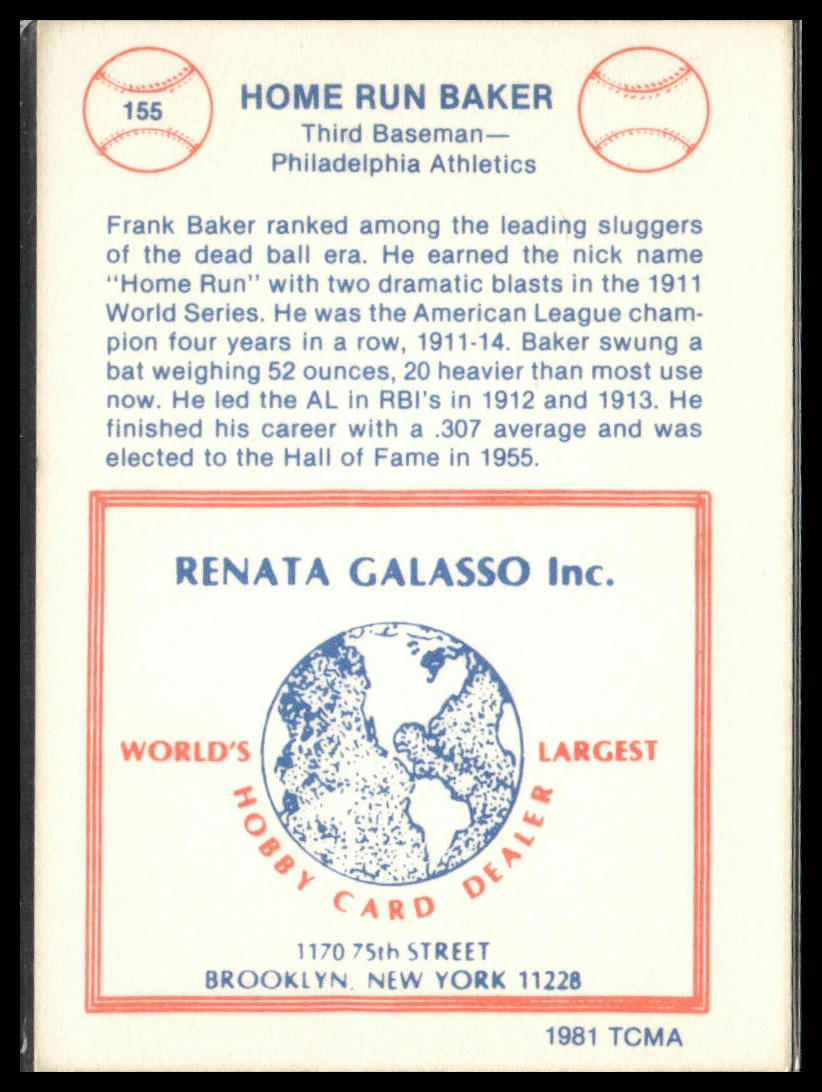 155
HOME RUN BAKER
Third Baseman—
Philadelphia Athletics
Frank Baker ranked among the leading sluggers
of the dead ball era. He earned the nick name
"Home Run" with two dramatic blasts in the 1911
World Series. He was the American League cham-
pion four years in a row, 1911-14. Baker swung a
bat weighing 52 ounces, 20 heavier than most use
now. He led the AL in RBI's in 1912 and 1913. He
finished his career with a .307 average and was
elected to the Hall of Fame in 1955.
RENATA GALASSO Inc.
WORLD'S LARGEST
HOBBY CARD DEALER
1170 75th STREET
BROOKLYN, NEW YORK 11228
1981 TCMA